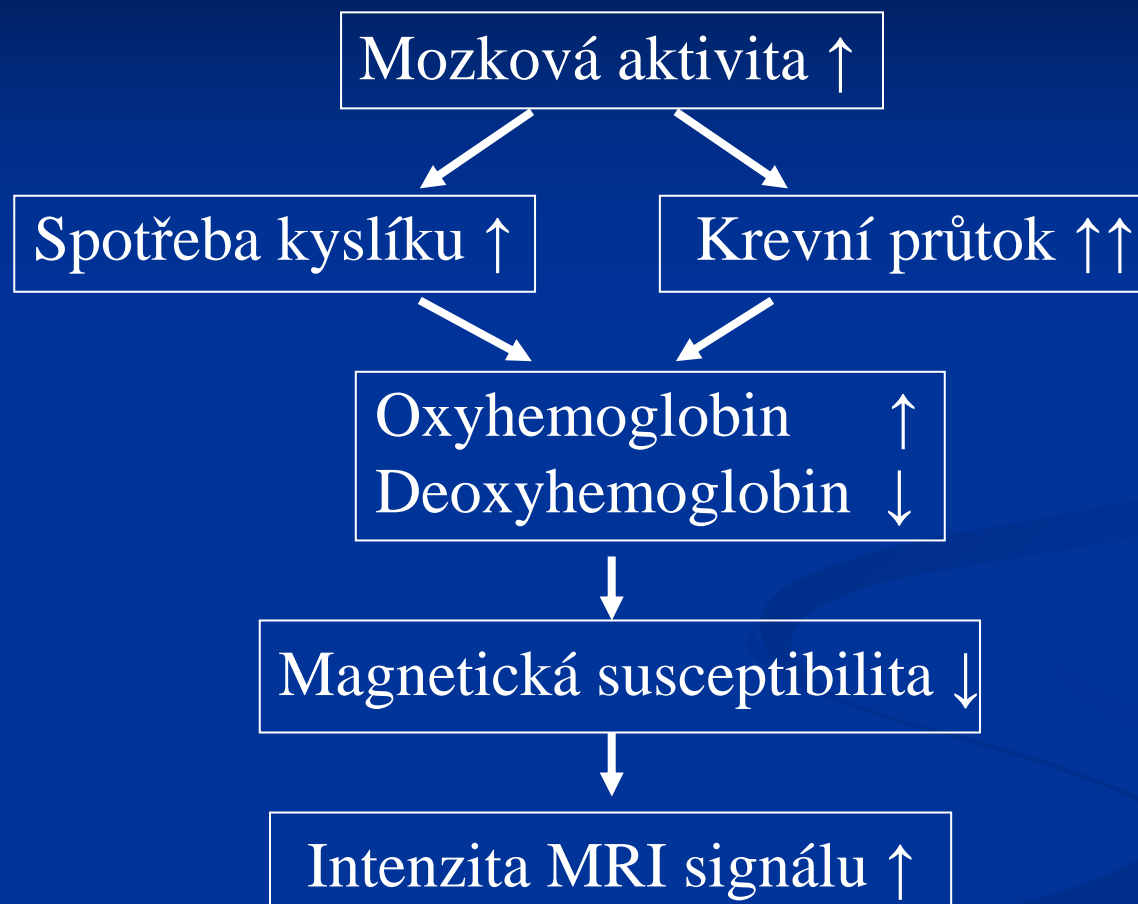 Mozková aktivita ↑
Spotřeba kyslíku ↑
Krevní průtok ↑↑
Oxyhemoglobin ↑
Deoxyhemoglobin ↓
Magnetická susceptibilita ↓
Intenzita MRI signálu ↑